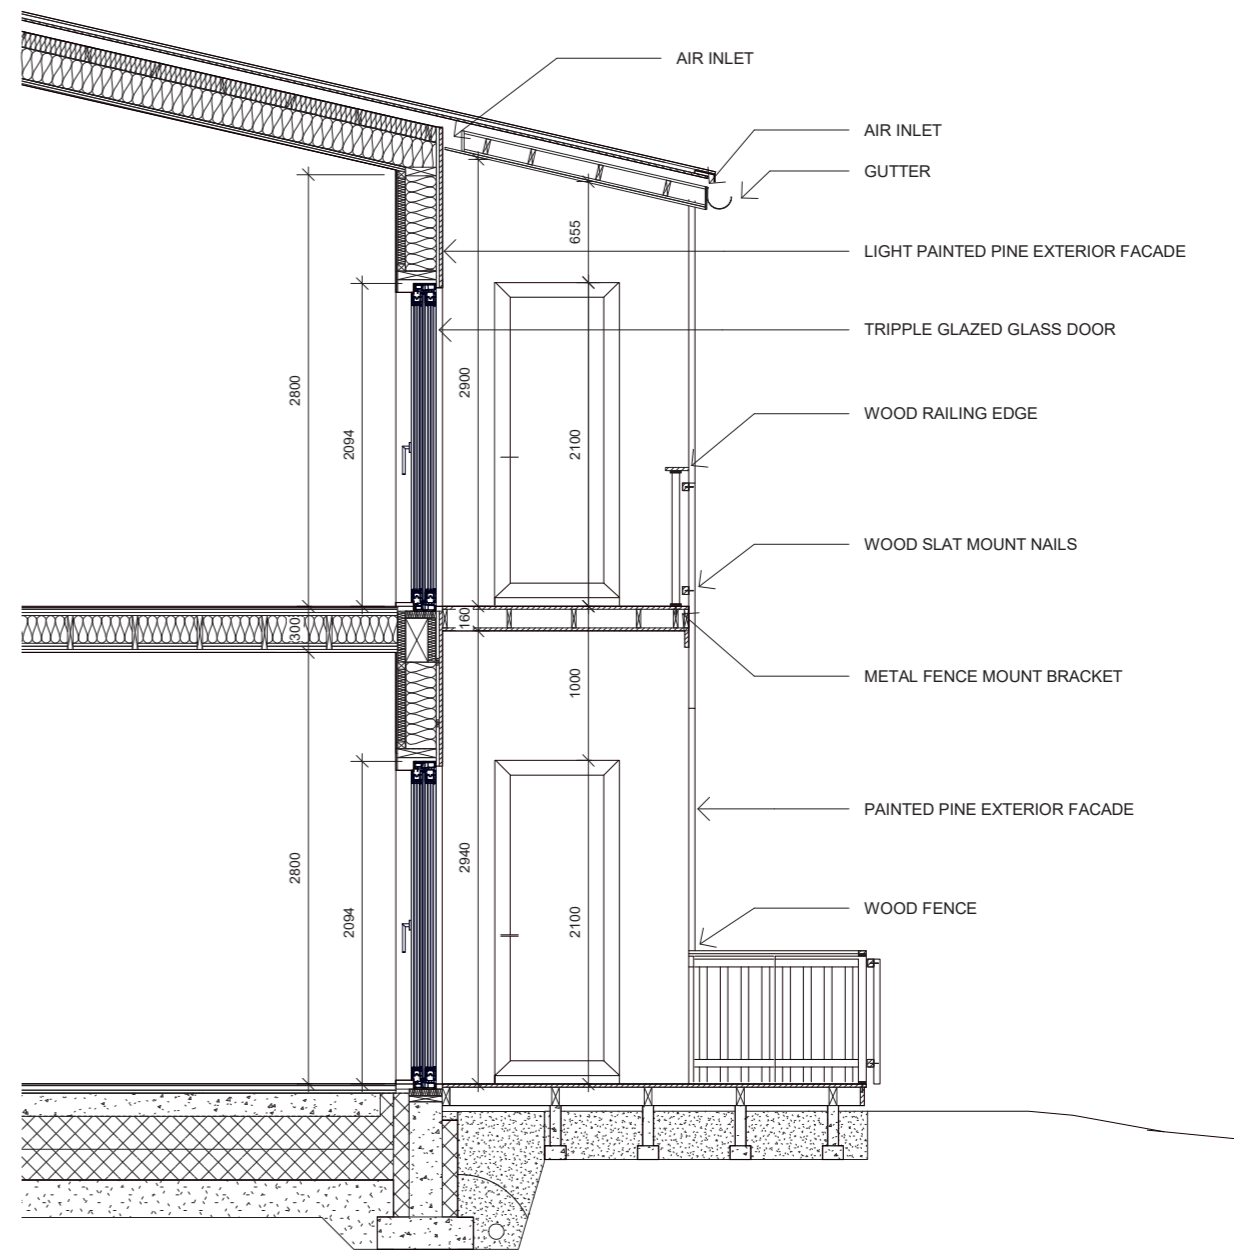 AIR INLET
AIR INLET
GUTTER
655
LIGHT PAINTED PINE EXTERIOR FACADE
TRIPPLE GLAZED GLASS DOOR
2800
2900
WOOD RAILING EDGE
2094
2100
WOOD SLAT MOUNT NAILS
300
160
METAL FENCE MOUNT BRACKET
1000
PAINTED PINE EXTERIOR FACADE
2800
2940
WOOD FENCE
2094
2100